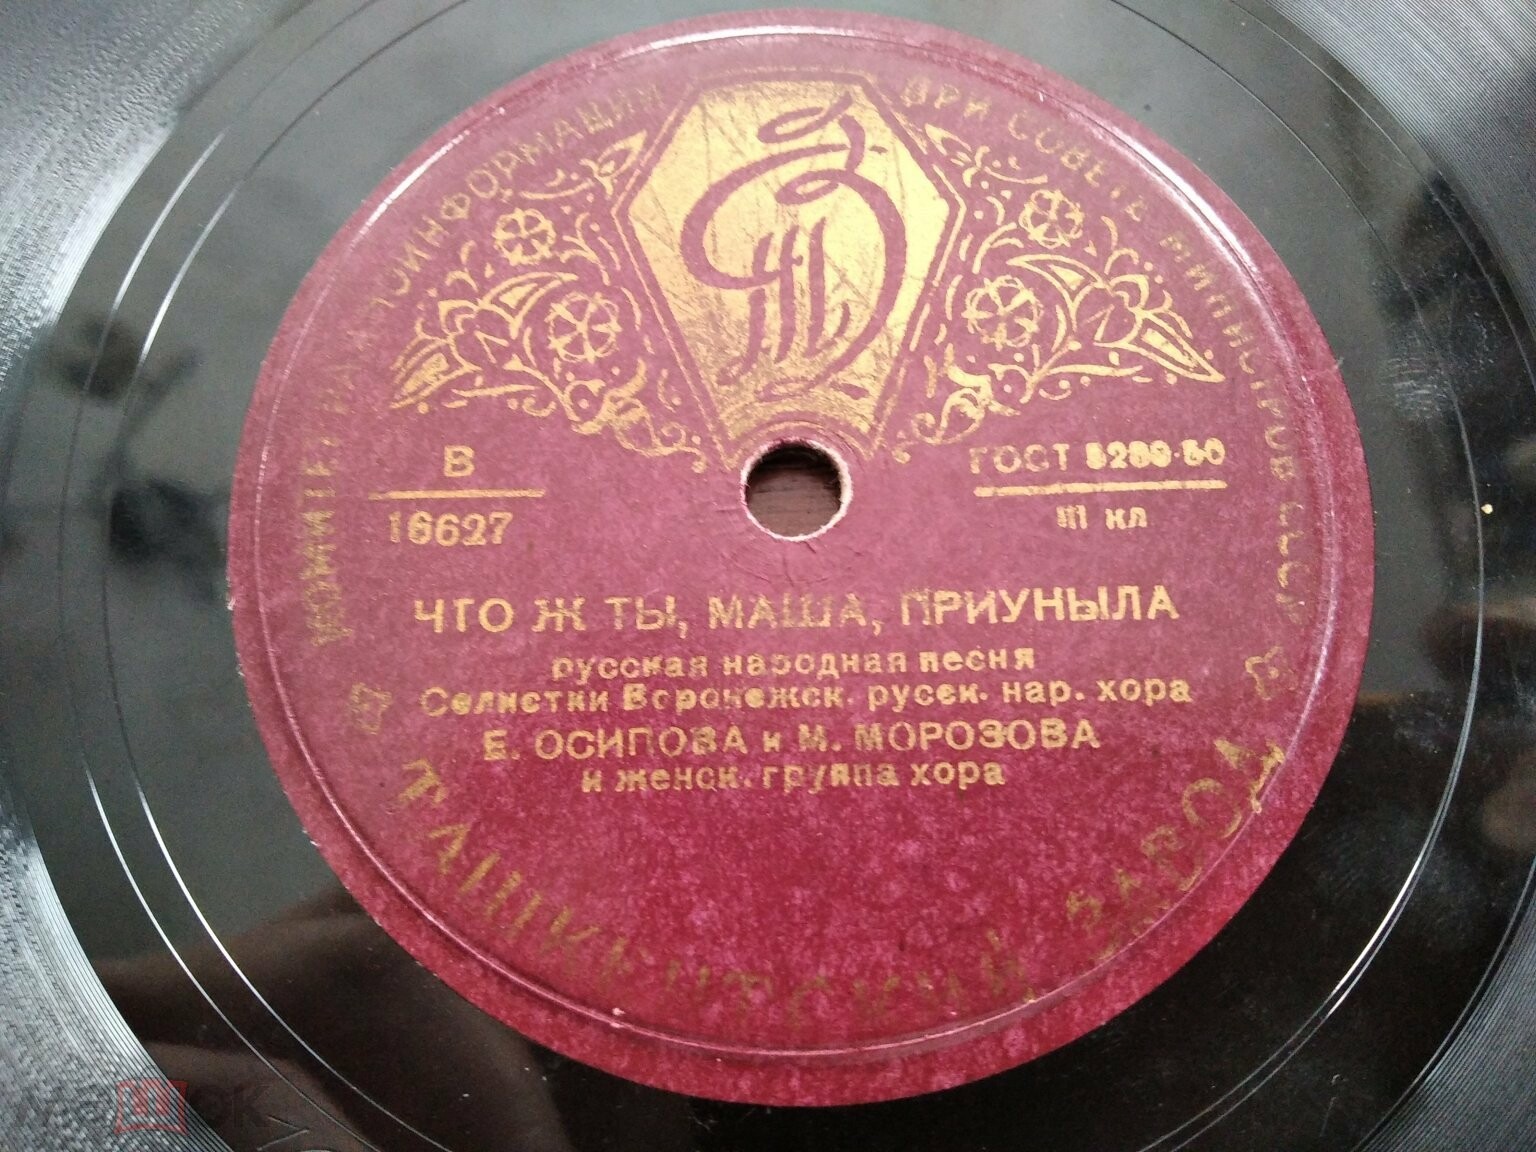 КОМИТЕТ РАДИОИНФОРМАЦИИ ПРИ СОВЕТЕ МИНИСТРОВ СССР
В
16627
ГОСТ 5289-50
III кл
ЧТО Ж ТЫ, МАША, ПРИУНЫЛА
русская народная песня
Солистки Воронежск. русск. нар. хора
Е. ОСИПОВА и М. МОРОЗОВА
и женск. группа хора
ТАШКЕНТСКИЙ ЗАВОД
мешок